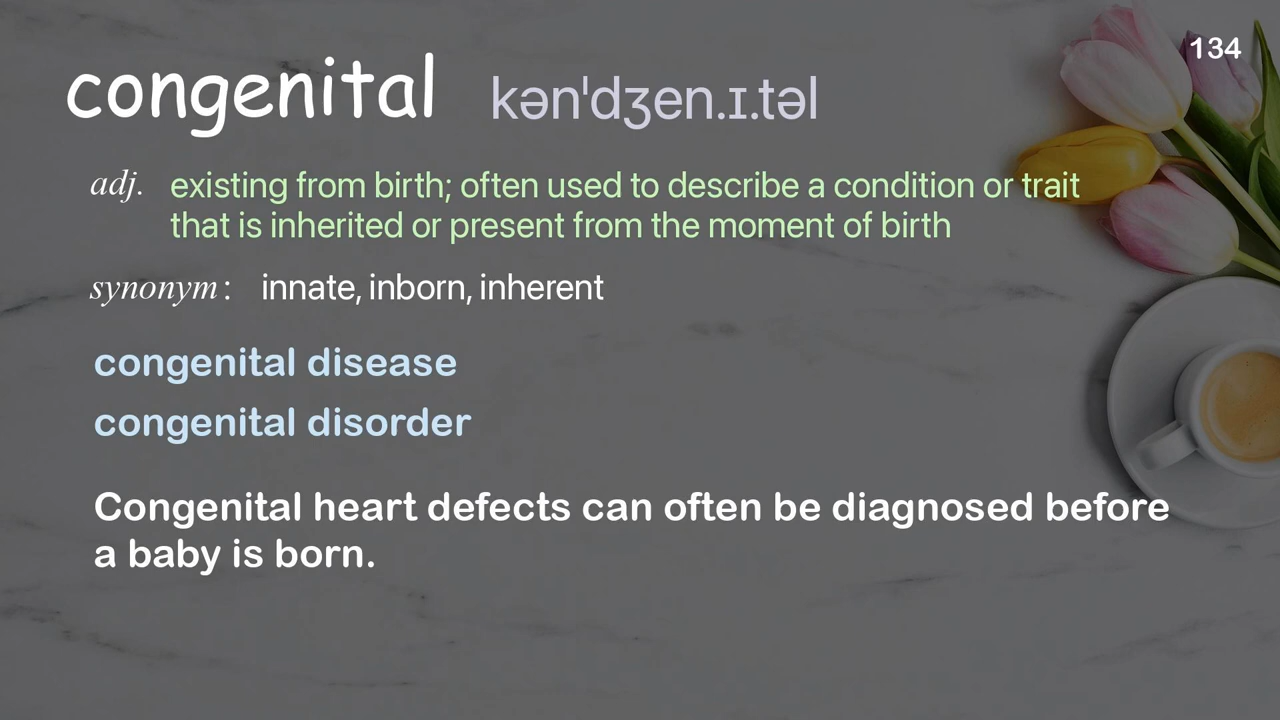 134
congenital kən'dʒen.ɪ.təl
adj. existing from birth; often used to describe a condition or trait
that is inherited or present from the moment of birth
synonym: innate, inborn, inherent
congenital disease
congenital disorder
Congenital heart defects can often be diagnosed before
a baby is born.